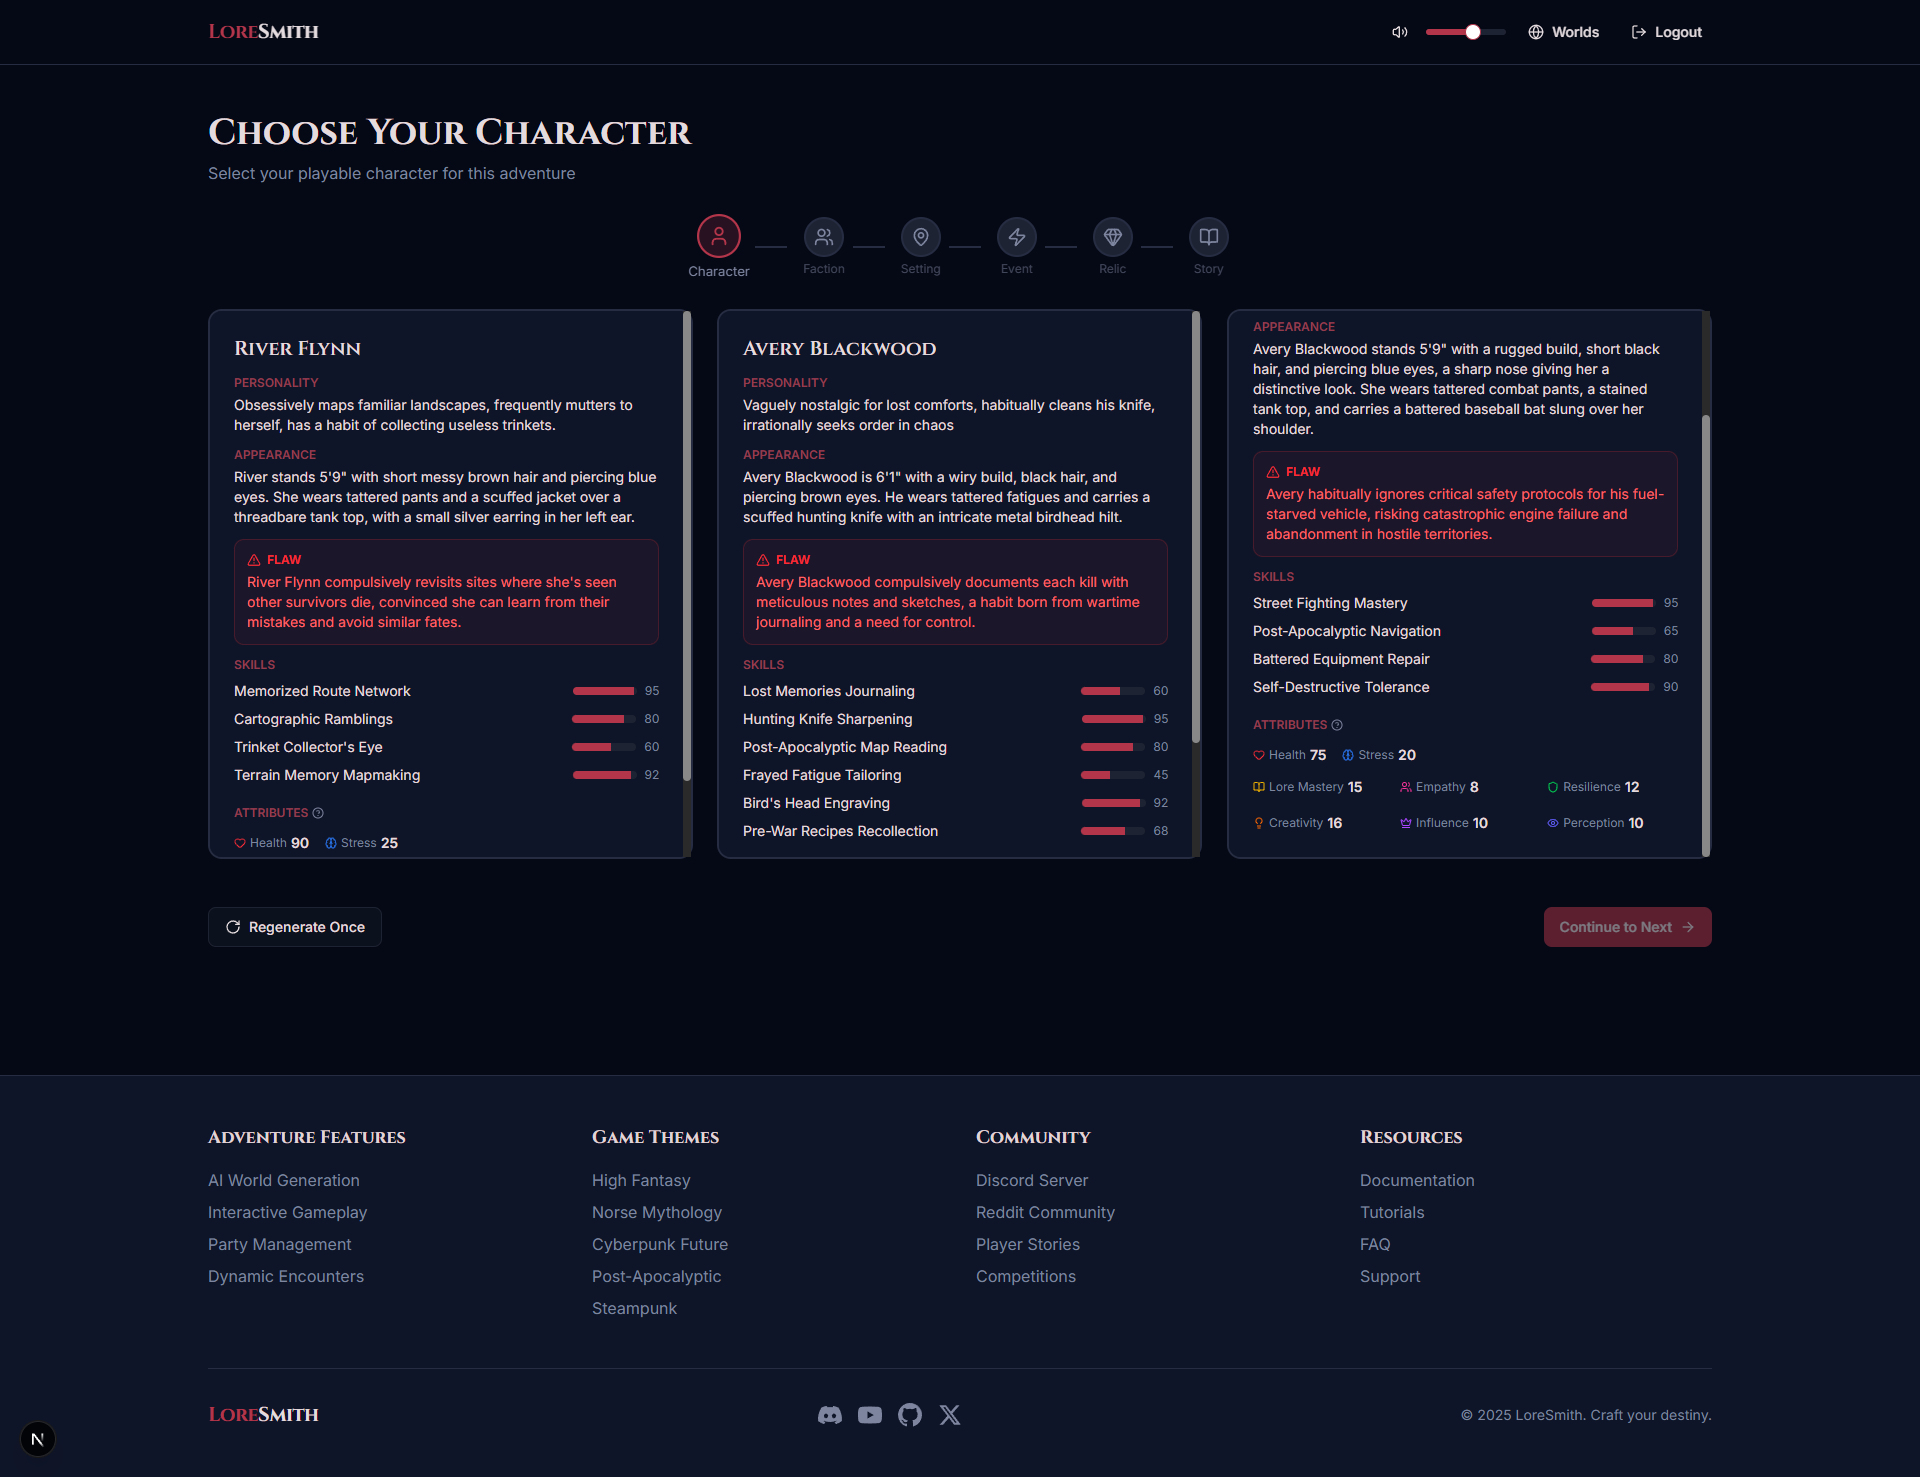 LoreSmith
Worlds
Logout
Choose Your Character
Select your playable character for this adventure
Character
Faction
Setting
Event
Relic
Story
River Flynn
PERSONALITY
Obsessively maps familiar landscapes, frequently mutters to
herself, has a habit of collecting useless trinkets.
APPEARANCE
River stands 5'9" with short messy brown hair and piercing blue
eyes. She wears tattered pants and a scuffed jacket over a
threadbare tank top, with a small silver earring in her left ear.
FLAW
River Flynn compulsively revisits sites where she's seen
other survivors die, convinced she can learn from their
mistakes and avoid similar fates.
SKILLS
Memorized Route Network 95
Cartographic Ramblings 80
Trinket Collector's Eye 60
Terrain Memory Mapmaking 92
ATTRIBUTES
Health 90 Stress 25
Avery Blackwood
PERSONALITY
Vaguely nostalgic for lost comforts, habitually cleans his knife,
irrationally seeks order in chaos
APPEARANCE
Avery Blackwood is 6'1" with a wiry build, black hair, and
piercing brown eyes. He wears tattered fatigues and carries a
scuffed hunting knife with an intricate metal birdhead hilt.
FLAW
Avery Blackwood compulsively documents each kill with
meticulous notes and sketches, a habit born from wartime
journaling and a need for control.
SKILLS
Lost Memories Journaling 60
Hunting Knife Sharpening 95
Post-Apocalyptic Map Reading 80
Frayed Fatigue Tailoring 45
Bird's Head Engraving 92
Pre-War Recipes Recollection 68
APPEARANCE
Avery Blackwood stands 5'9" with a rugged build, short black
hair, and piercing blue eyes, a sharp nose giving her a
distinctive look. She wears tattered combat pants, a stained
tank top, and carries a battered baseball bat slung over her
shoulder.
FLAW
Avery habitually ignores critical safety protocols for his fuel-
starved vehicle, risking catastrophic engine failure and
abandonment in hostile territories.
SKILLS
Street Fighting Mastery 95
Post-Apocalyptic Navigation 65
Battered Equipment Repair 80
Self-Destructive Tolerance 90
ATTRIBUTES
Health 75 Stress 20
Lore Mastery 15 Empathy 8 Resilience 12
Creativity 16 Influence 10 Perception 10
Regenerate Once
Continue to Next
Adventure Features
AI World Generation
Interactive Gameplay
Party Management
Dynamic Encounters
Game Themes
High Fantasy
Norse Mythology
Cyberpunk Future
Post-Apocalyptic
Steampunk
Community
Discord Server
Reddit Community
Player Stories
Competitions
Resources
Documentation
Tutorials
FAQ
Support
LoreSmith
© 2025 LoreSmith. Craft your destiny.
N